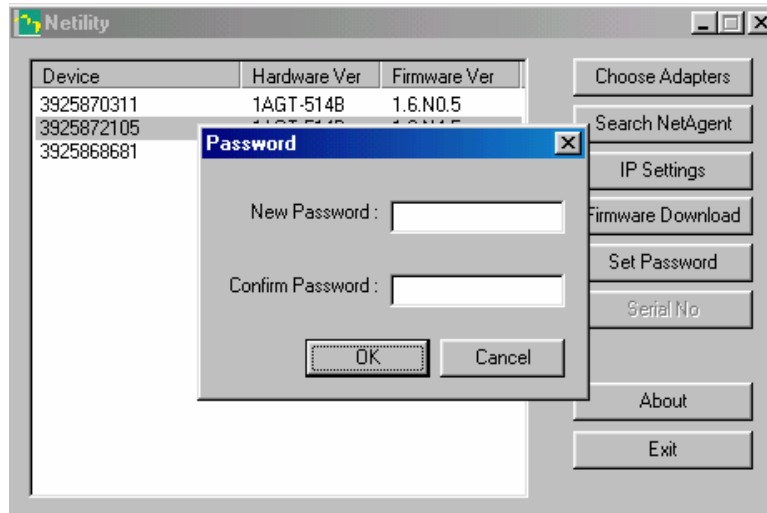 Netility
Device Hardware Ver Firmware Ver
3925870311 1AGT-514B 1.6.N0.5
3925872105
3925868681
Password
New Password :
Confirm Password :
OK Cancel
Choose Adapters
Search NetAgent
IP Settings
Firmware Download
Set Password
Serial No
About
Exit